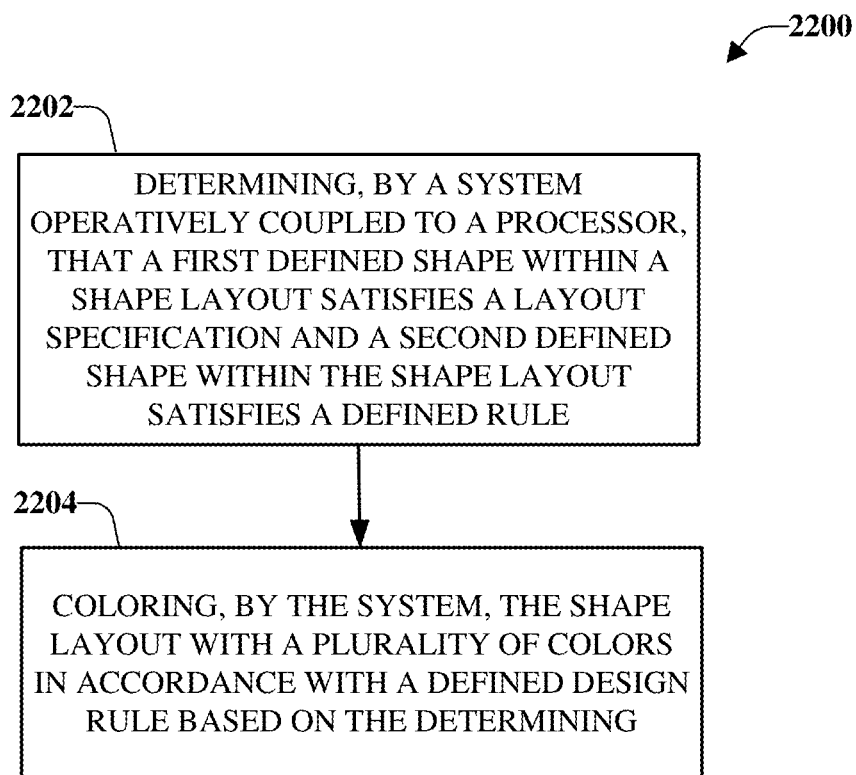 2200
2202
DETERMINING, BY A SYSTEM
OPERATIVELY COUPLED TO A PROCESSOR,
THAT A FIRST DEFINED SHAPE WITHIN A
SHAPE LAYOUT SATISFIES A LAYOUT
SPECIFICATION AND A SECOND DEFINED
SHAPE WITHIN THE SHAPE LAYOUT
SATISFIES A DEFINED RULE
2204
COLORING, BY THE SYSTEM, THE SHAPE
LAYOUT WITH A PLURALITY OF COLORS
IN ACCORDANCE WITH A DEFINED DESIGN
RULE BASED ON THE DETERMINING